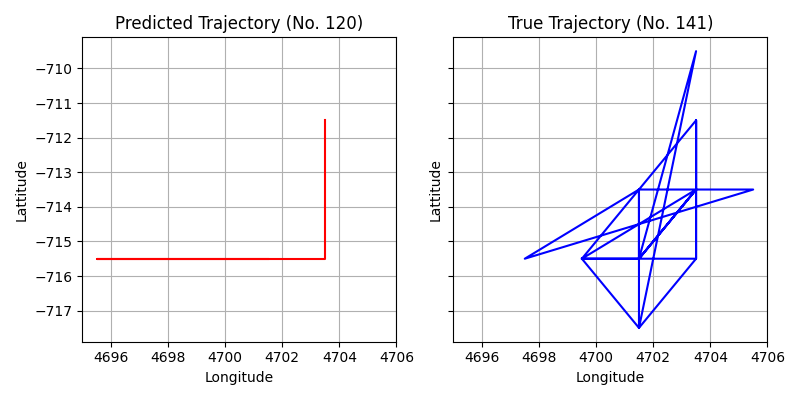 Predicted Trajectory (No. 120)
True Trajectory (No. 141)
−710
−711
−712
−713
−714
−715
−716
−717
Lattitude
Lattitude
4696 4698 4700 4702 4704 4706
4696 4698 4700 4702 4704 4706
Longitude
Longitude